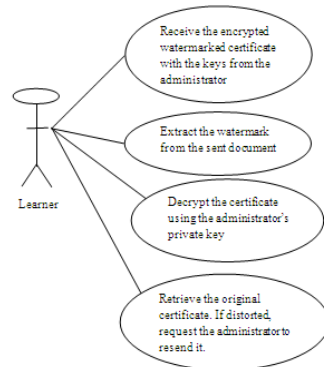 Receive the encrypted
watermarked certificate
with the keys from the
administrator
Extract the watermark
from the sent document
Learner
Decrypt the certificate
using the administrator's
private key
Retrieve the original
certificate. If distorted,
request the administrator to
resend it.